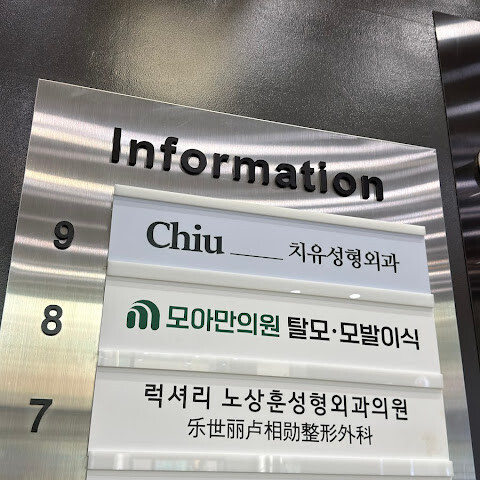 Information
9 Chiu ____ 치유성형외과
8 모아만의원 탈모·모발이식
7 럭셔리 노상훈성형외과의원
乐世丽卢相勋整形外科